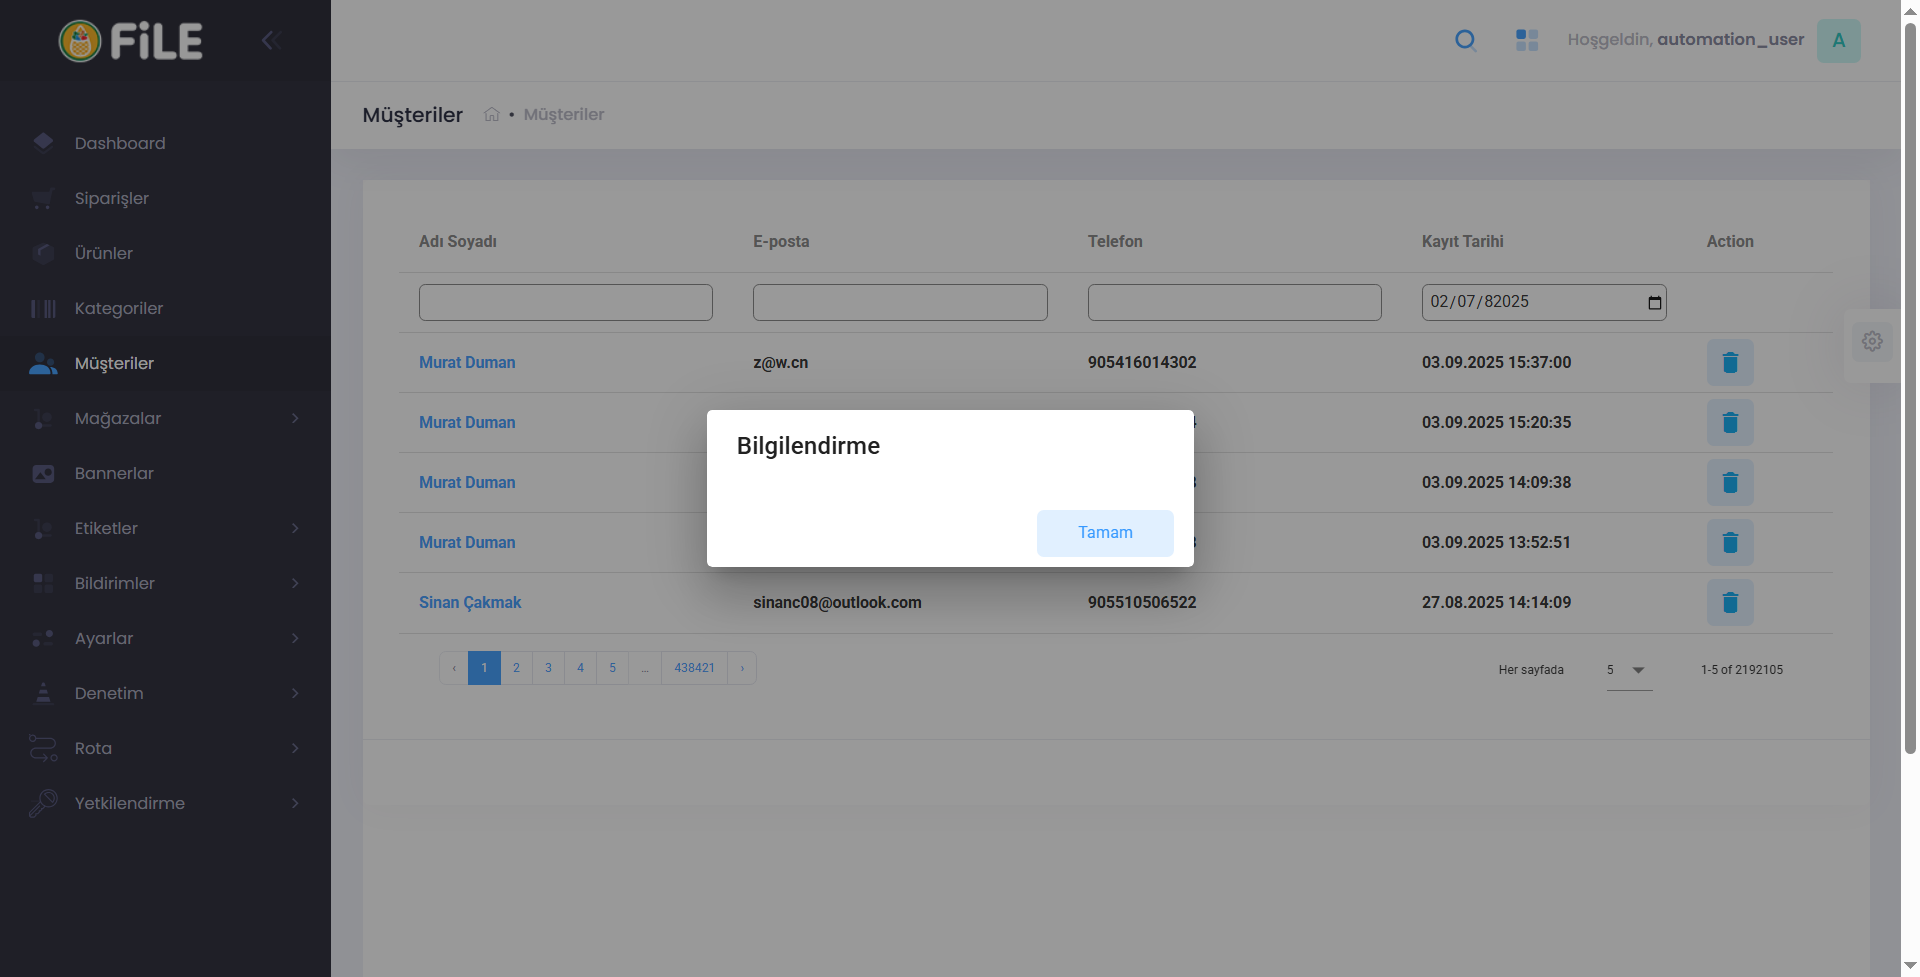 FiLE
Hoşgeldin, automation_user
A
Müşteriler
Müşteriler
Dashboard
Siparişler
Ürünler
Kategoriler
Müşteriler
Mağazalar
Bannerlar
Etiketler
Bildirimler
Ayarlar
Denetim
Rota
Yetkilendirme
Adı Soyadı E-posta Telefon Kayıt Tarihi Action
02/07/82025
Murat Duman z@w.cn 905416014302 03.09.2025 15:37:00
Murat Duman 03.09.2025 15:20:35
Murat Duman 03.09.2025 14:09:38
Murat Duman 03.09.2025 13:52:51
Sinan Çakmak sinanc08@outlook.com 905510506522 27.08.2025 14:14:09
Bilgilendirme
Tamam
‹ 1 2 3 4 5 ... 438421 ›
Her sayfada 5 1-5 of 2192105